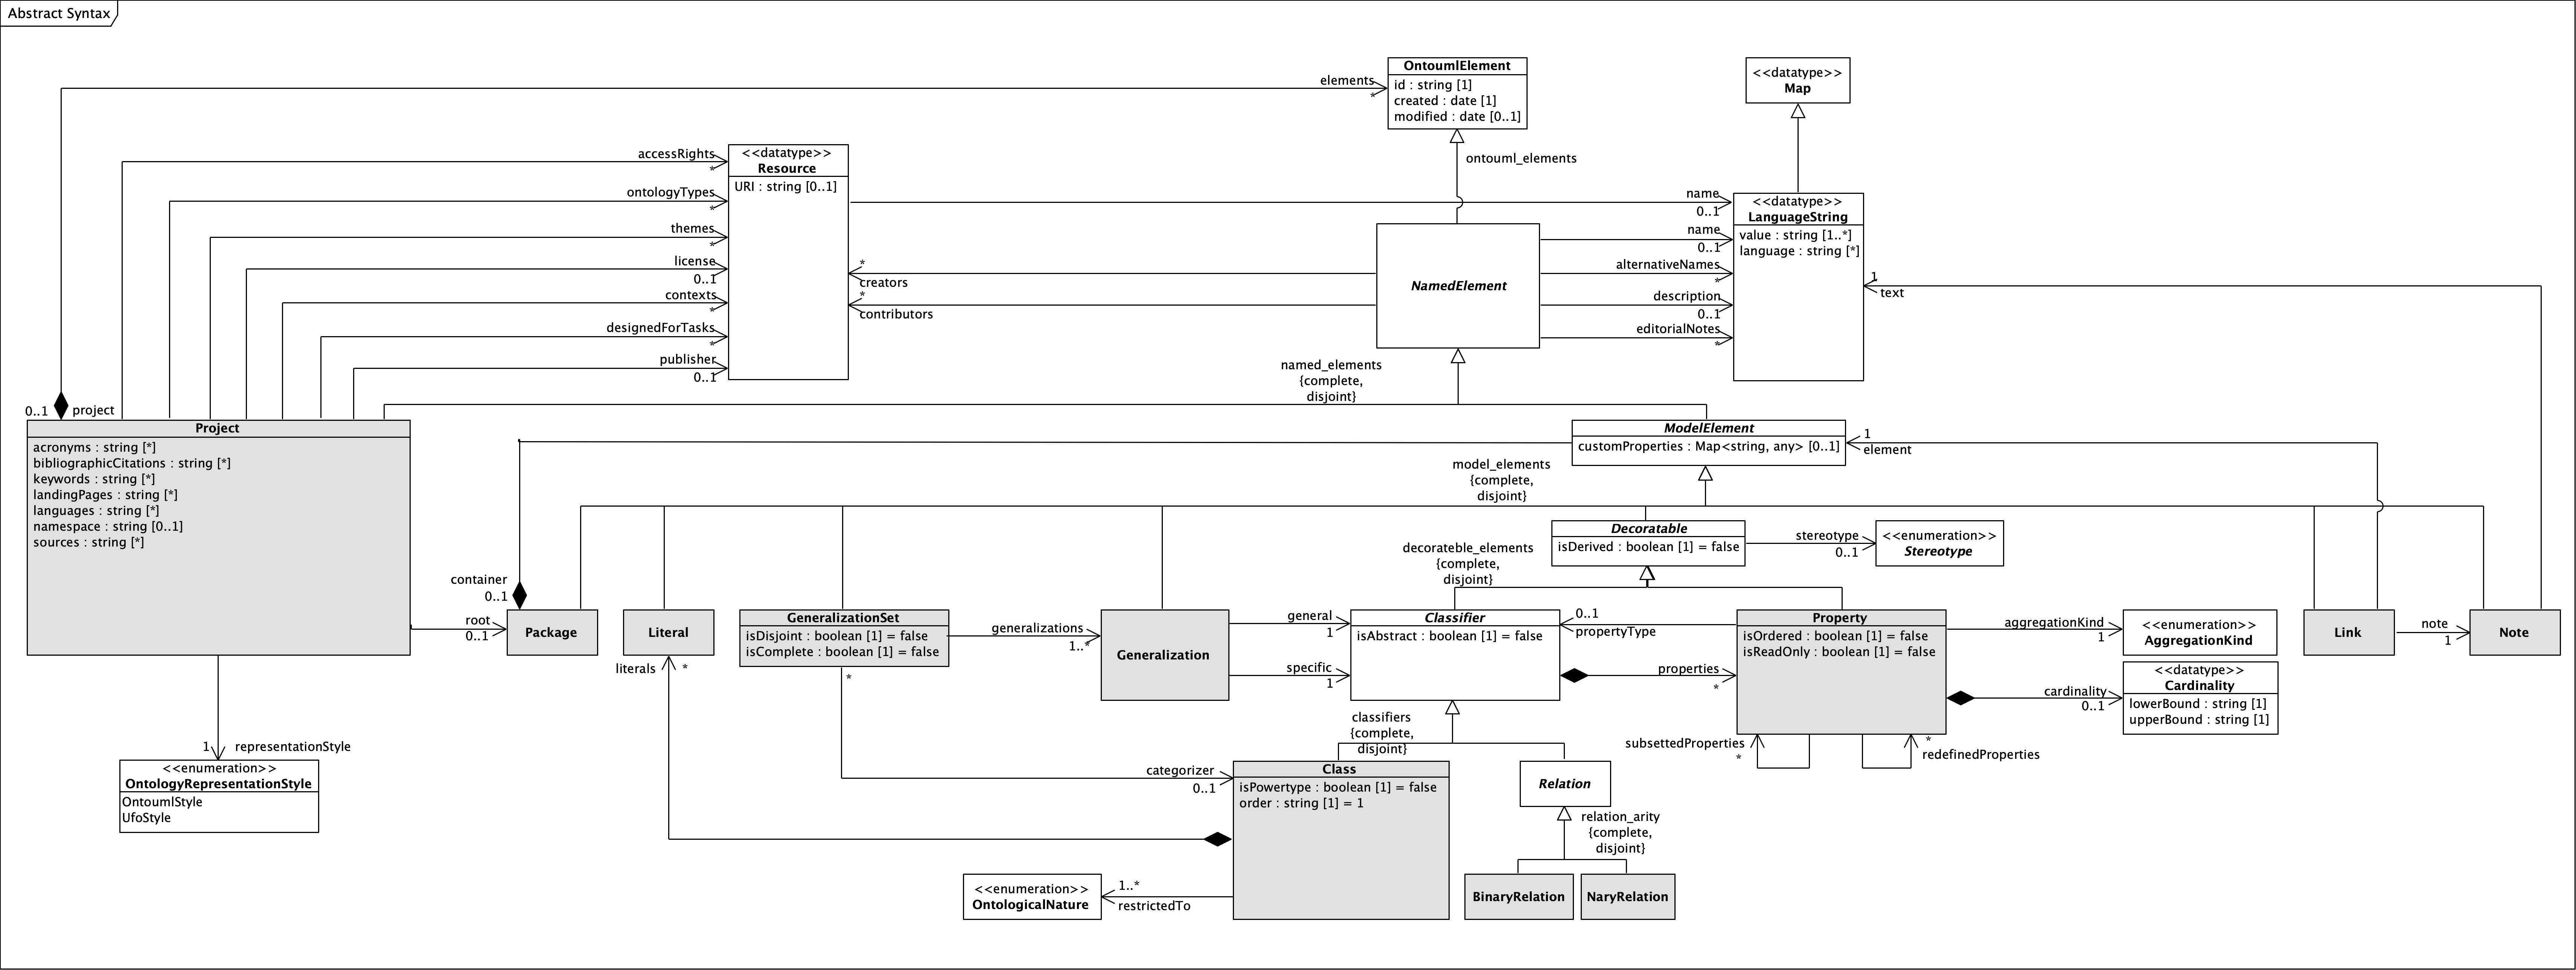 Abstract Syntax
OntoumlElement
id : string [1]
created : date [1]
modified : date [0..1]
elements
*
<<datatype>>
Map
ontouml_elements
accessRights
*
ontologyTypes
*
themes
*
license
0..1
contexts
*
designedForTasks
*
publisher
0..1
<<datatype>>
Resource
URI : string [0..1]
*
creators
*
contributors
NamedElement
name
0..1
name
0..1
alternativeNames
*
description
0..1
editorialNotes
*
<<datatype>>
LanguageString
value : string [1..*]
language : string [*]
1
text
named_elements
{complete,
disjoint}
0..1
project
Project
acronyms : string [*]
bibliographicCitations : string [*]
keywords : string [*]
landingPages : string [*]
languages : string [*]
namespace : string [0..1]
sources : string [*]
ModelElement
customProperties : Map<string, any> [0..1]
1
element
model_elements
{complete,
disjoint}
Decoratable
isDerived : boolean [1] = false
stereotype
0..1
<<enumeration>>
Stereotype
decorateble_elements
{complete,
disjoint}
container
0..1
root
0..1
Package
Literal
literals
*
GeneralizationSet
isDisjoint : boolean [1] = false
isComplete : boolean [1] = false
*
generalizations
1..*
Generalization
general
1
specific
1
Classifier
isAbstract : boolean [1] = false
0..1
propertyType
properties
*
Property
isOrdered : boolean [1] = false
isReadOnly : boolean [1] = false
aggregationKind
1
<<enumeration>>
AggregationKind
cardinality
0..1
<<datatype>>
Cardinality
lowerBound : string [1]
upperBound : string [1]
Link
note
1
Note
subsettedProperties
*
*
redefinedProperties
classifiers
{complete,
disjoint}
1
representationStyle
<<enumeration>>
OntologyRepresentationStyle
OntoumlStyle
UfoStyle
categorizer
0..1
Class
isPowertype : boolean [1] = false
order : string [1] = 1
Relation
relation_arity
{complete,
disjoint}
<<enumeration>>
OntologicalNature
1..*
restrictedTo
BinaryRelation
NaryRelation